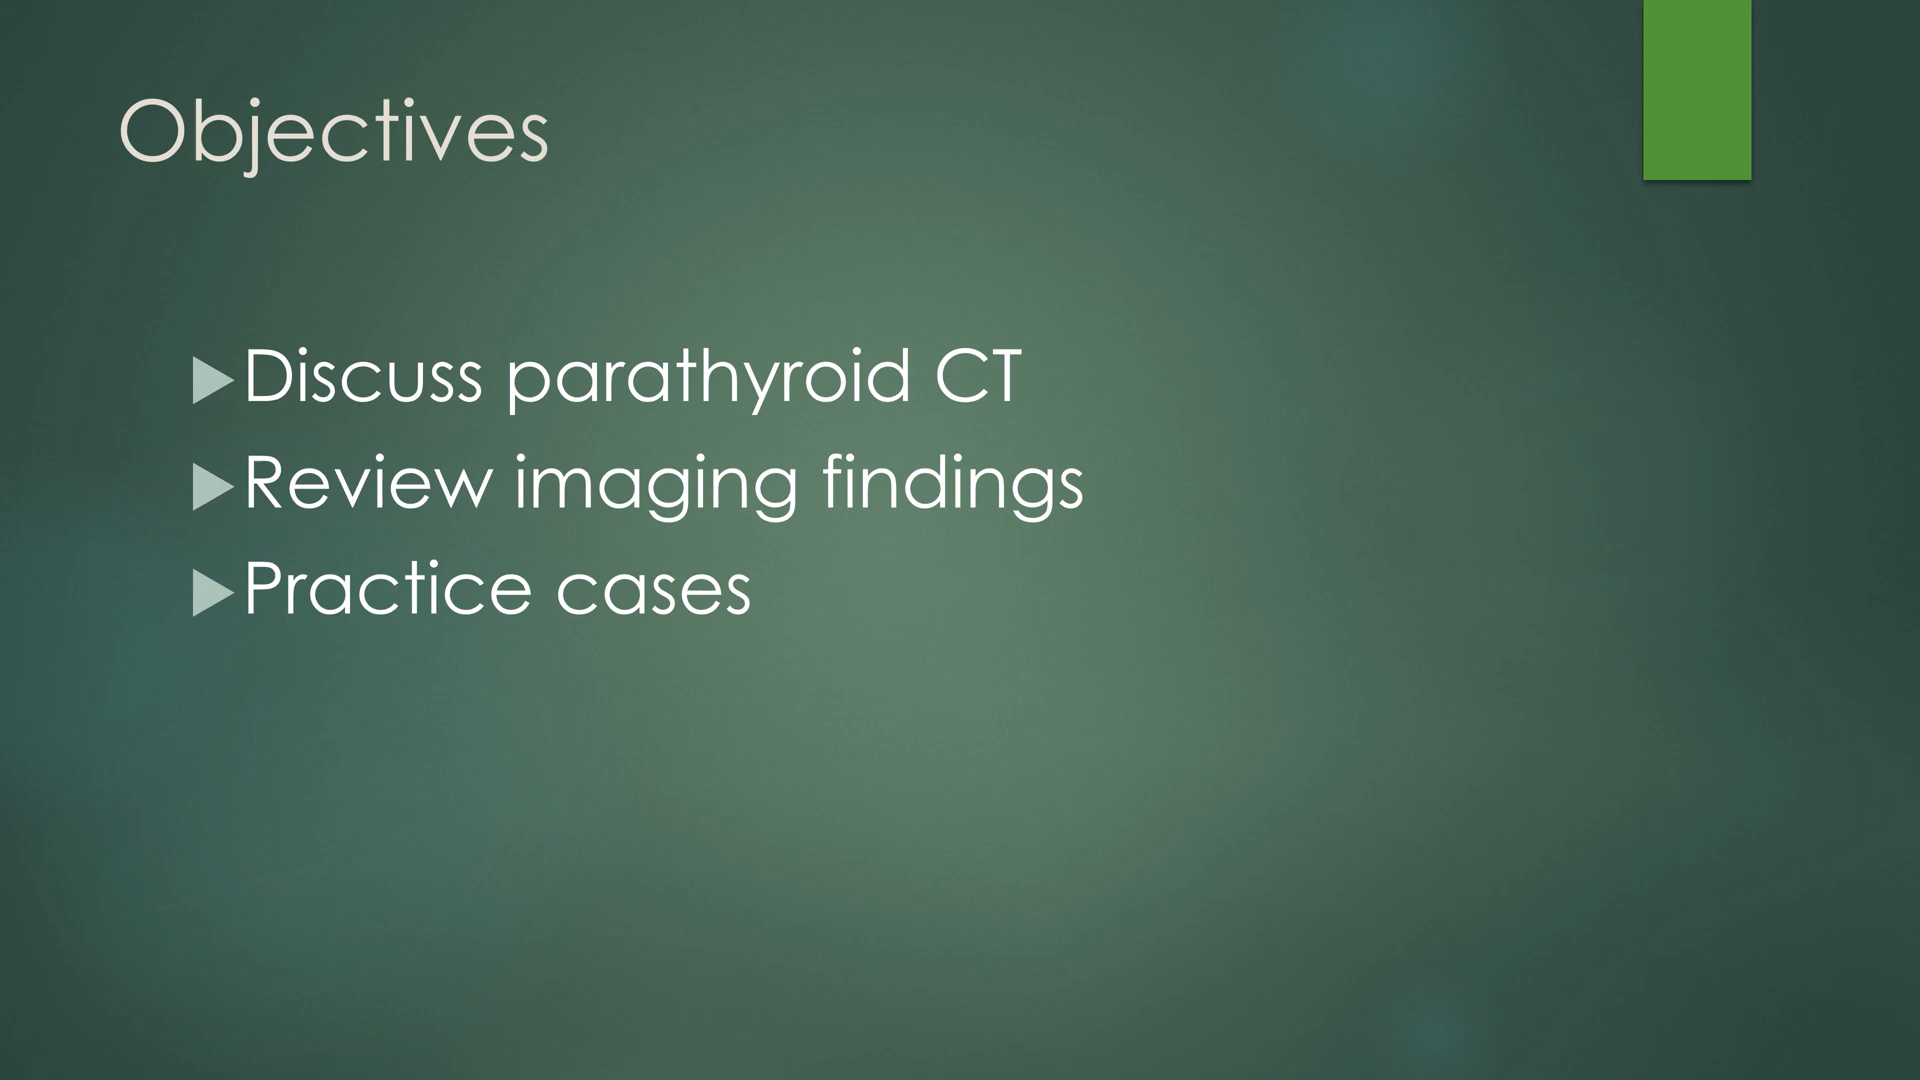 Objectives
Discuss parathyroid CT
Review imaging findings
Practice cases